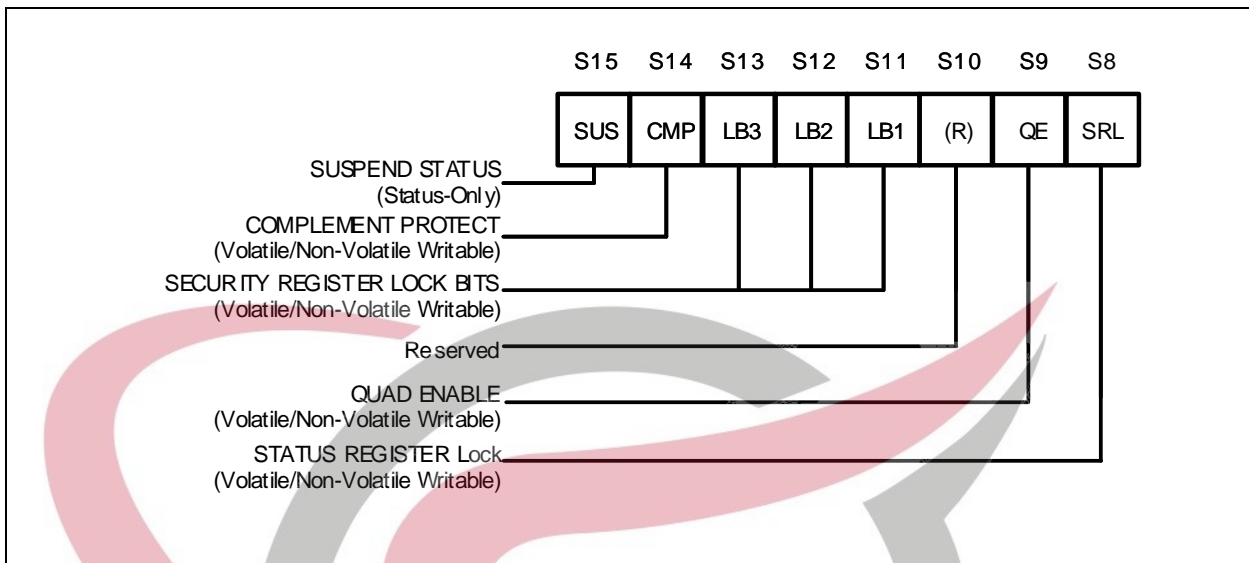 S15 S14 S13 S12 S11 S10 S9 S8
SUS CMP LB3 LB2 LB1 (R) QE SRL
SUSPEND STATUS
(Status-Only)
COMPLEMENT PROTECT
(Volatile/Non-Volatile Writable)
SECURITY REGISTER LOCK BITS
(Volatile/Non-Volatile Writable)
Reserved
QUAD ENABLE
(Volatile/Non-Volatile Writable)
STATUS REGISTER Lock
(Volatile/Non-Volatile Writable)